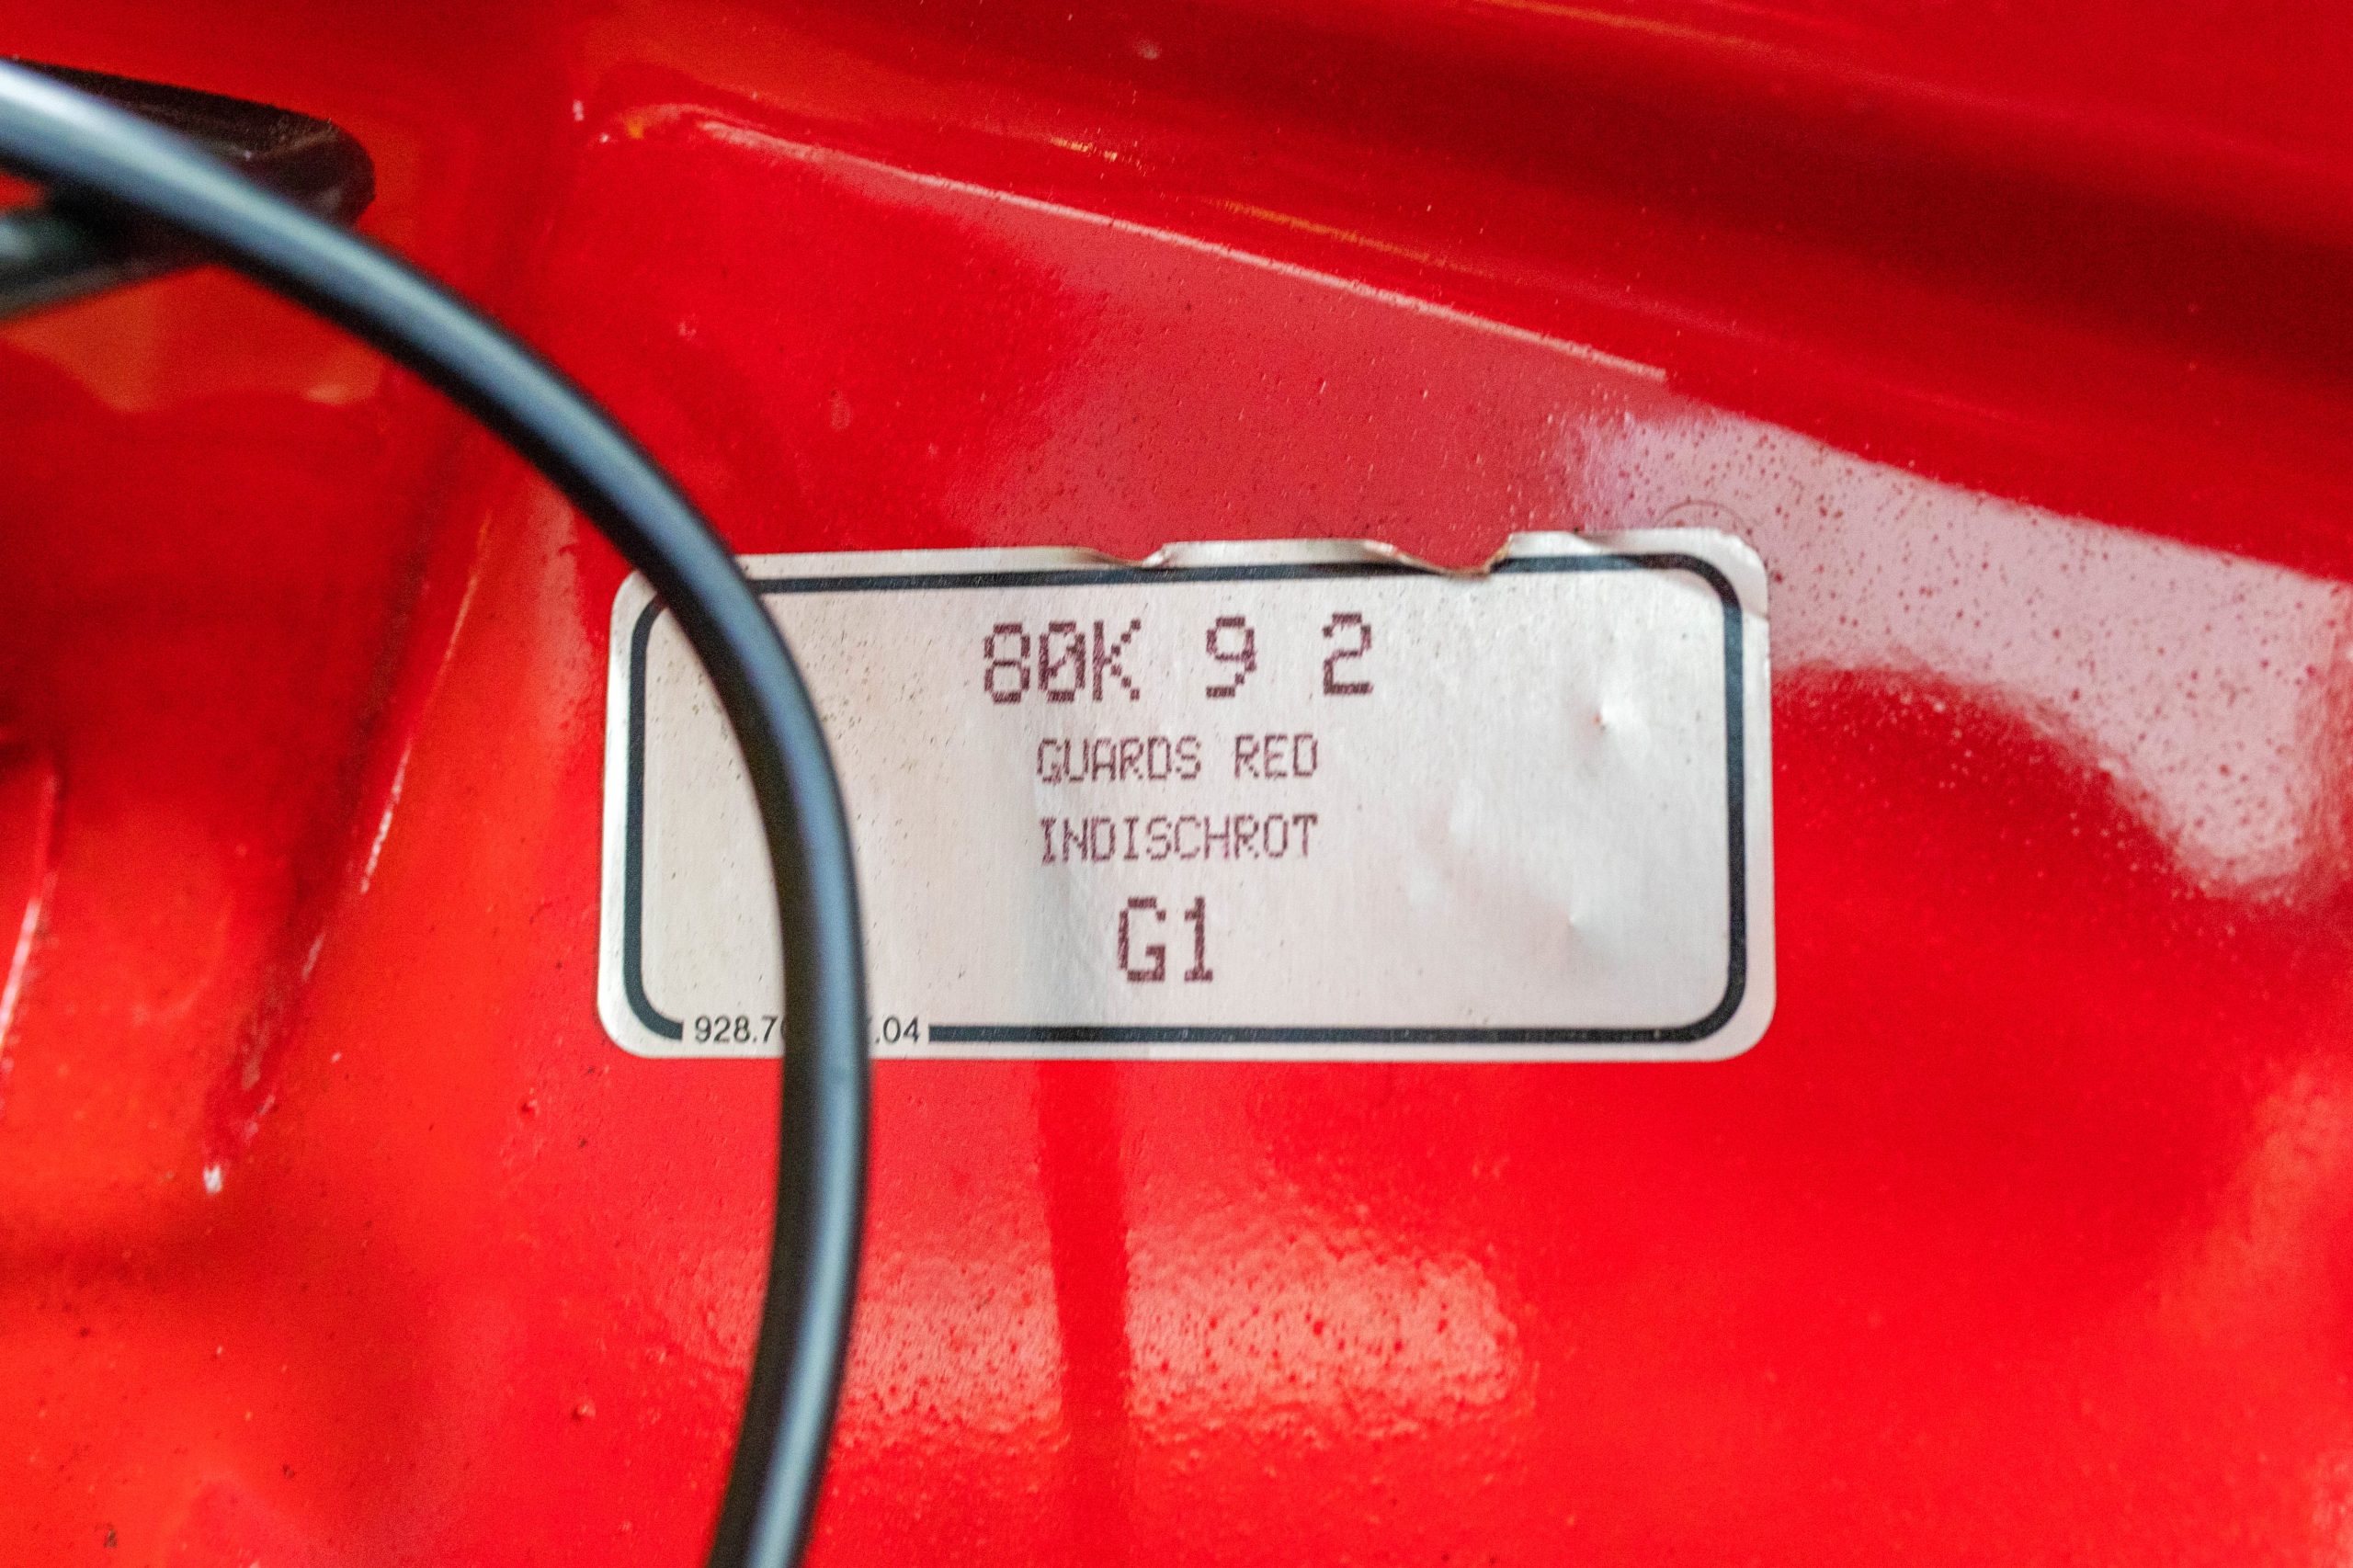 80K 9 2
GUARDS RED
INDISCHROT
G1